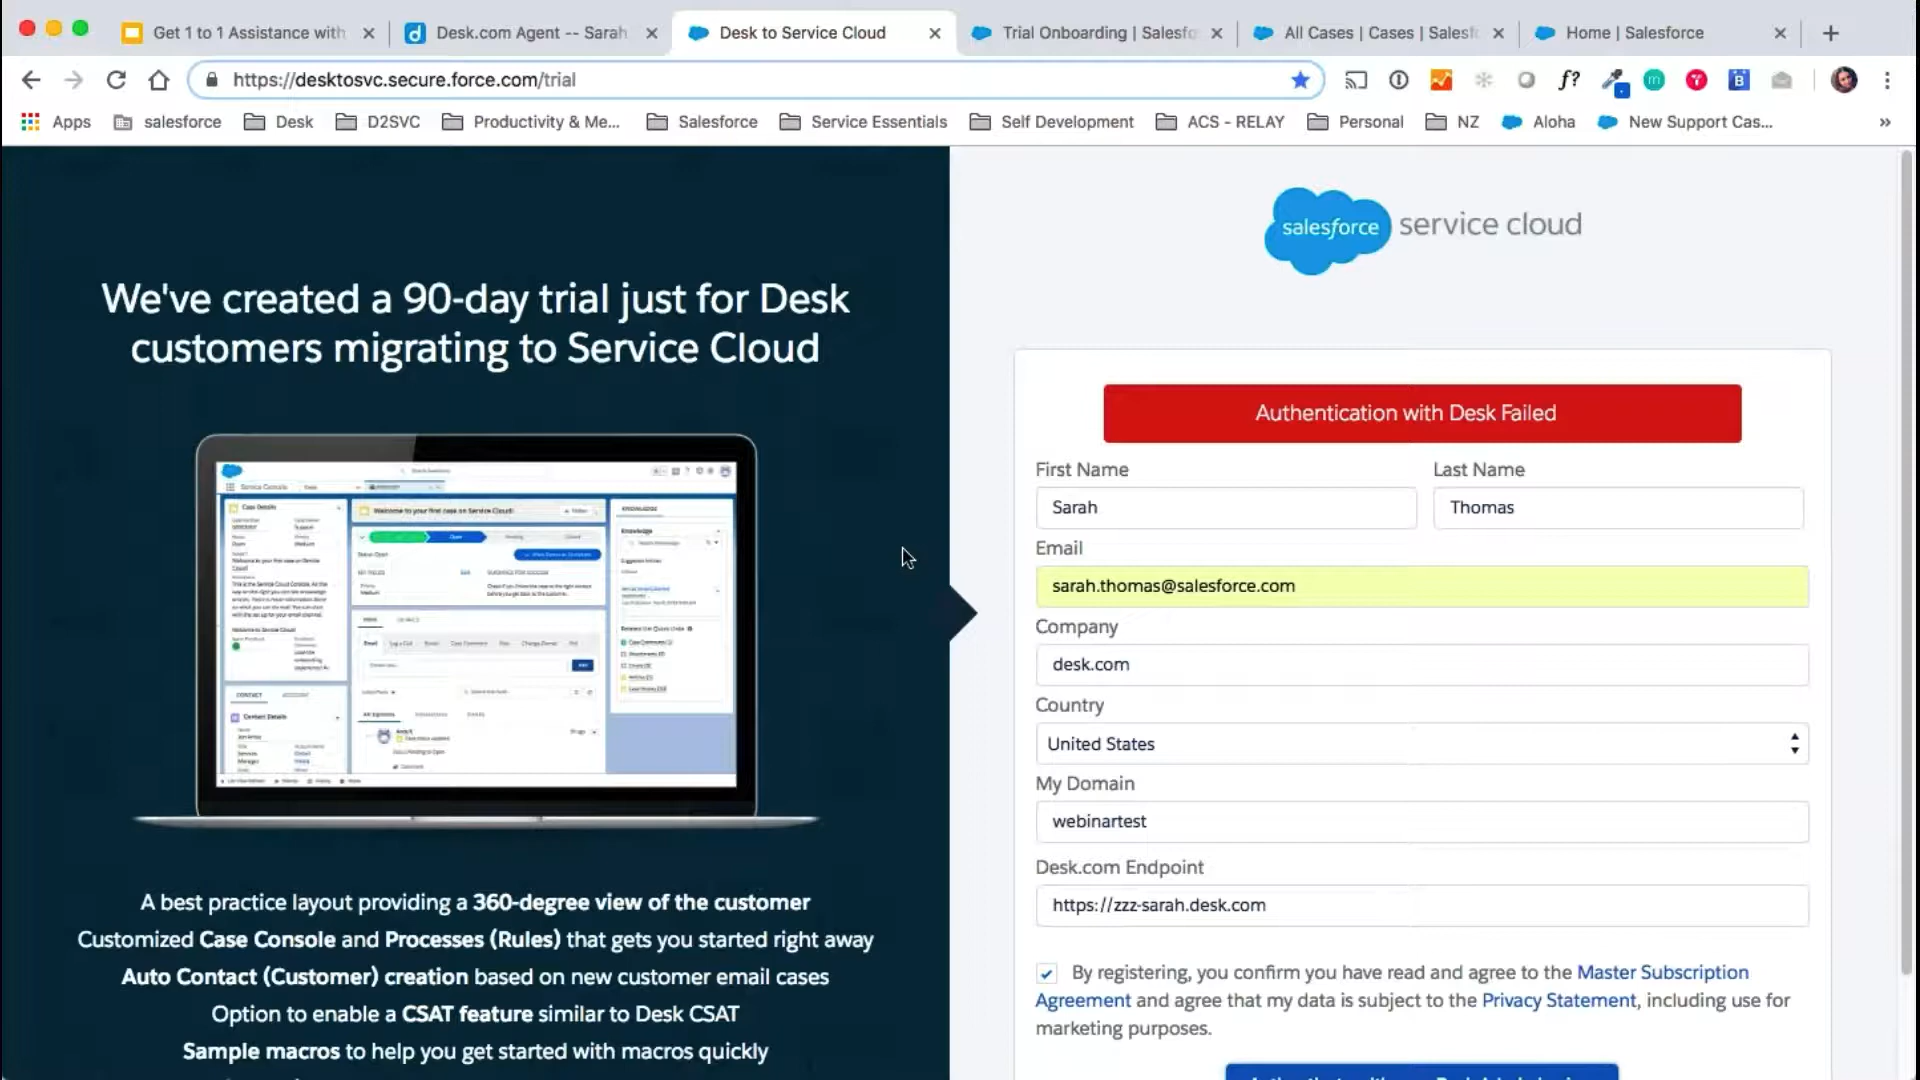 Get 1 to 1 Assistance with
Desk.com Agent -- Sarah
Desk to Service Cloud
Trial Onboarding | Salesfo
All Cases | Cases | Salesf
Home | Salesforce
https://desktosvc.secure.force.com/trial
Apps
salesforce
Desk
D2SVC
Productivity & Me...
Salesforce
Service Essentials
Self Development
ACS - RELAY
Personal
NZ
Aloha
New Support Cas...
»
We've created a 90-day trial just for Desk
customers migrating to Service Cloud
Welcome to your first case on Service Cloud!
A best practice layout providing a 360-degree view of the customer
Customized Case Console and Processes (Rules) that gets you started right away
Auto Contact (Customer) creation based on new customer email cases
Option to enable a CSAT feature similar to Desk CSAT
Sample macros to help you get started with macros quickly
salesforce service cloud
Authentication with Desk Failed
First Name
Last Name
Sarah
Thomas
Email
sarah.thomas@salesforce.com
Company
desk.com
Country
United States
My Domain
webinartest
Desk.com Endpoint
https://zzz-sarah.desk.com
By registering, you confirm you have read and agree to the Master Subscription
Agreement and agree that my data is subject to the Privacy Statement, including use for
marketing purposes.